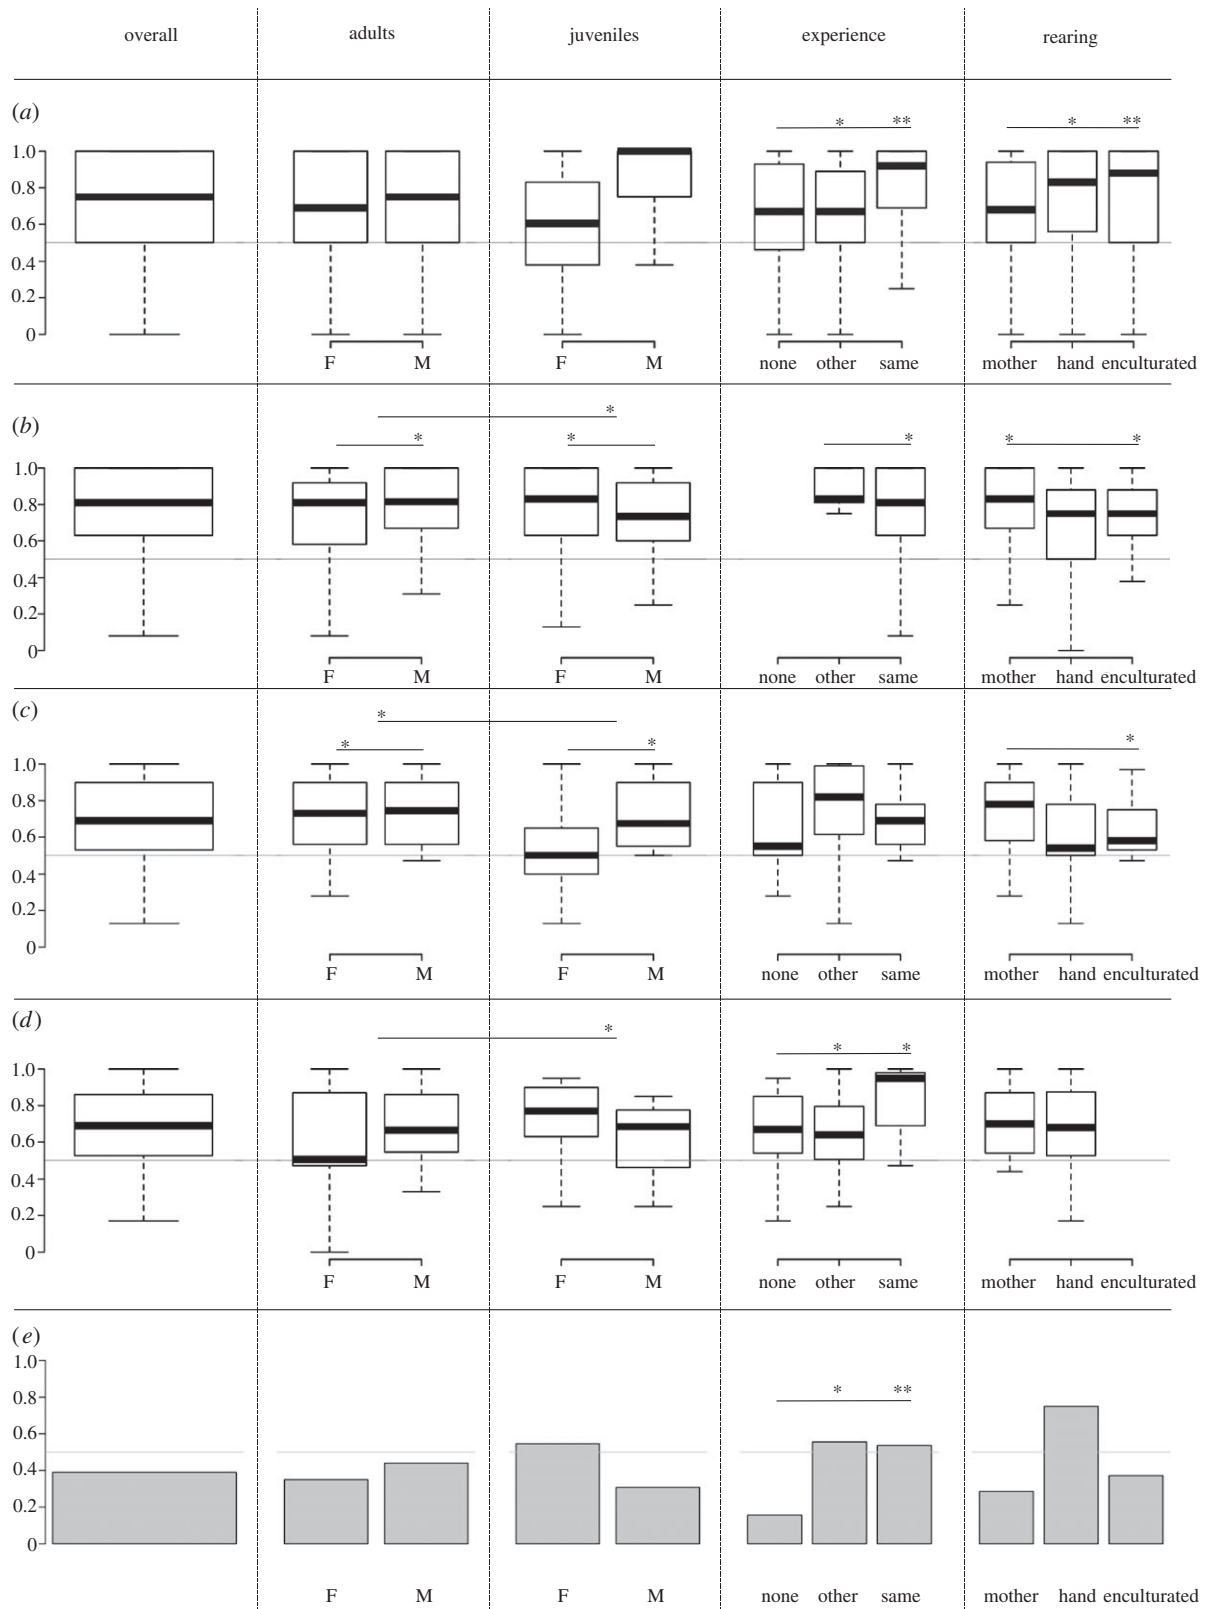 overall adults juveniles experience rearing
(a)
* ** * **
1.0
0.8
0.6
0.4
0.2
0
F M F M none other same mother hand enculturated
(b)
*
* * * * *
1.0
0.8
0.6
0.4
0.2
0
F M F M none other same mother hand enculturated
(c)
*
* * *
1.0
0.8
0.6
0.4
0.2
0
F M F M none other same mother hand enculturated
(d)
*
* *
1.0
0.8
0.6
0.4
0.2
0
F M F M none other same mother hand enculturated
(e)
1.0
0.8
* **
0.6
0.4
0.2
0
F M F M none other same mother hand enculturated